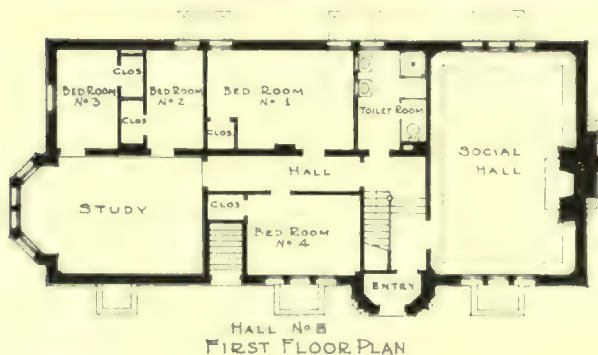 CLOS.
BED ROOM
Nº 3
BED ROOM
Nº 2
CLOS
BED ROOM
Nº 1
CLOS
TOILET ROOM
SOCIAL
HALL
HALL
STUDY
CLOS
BED ROOM
Nº 4
ENTRY
HALL Nº 8
FIRST FLOOR PLAN